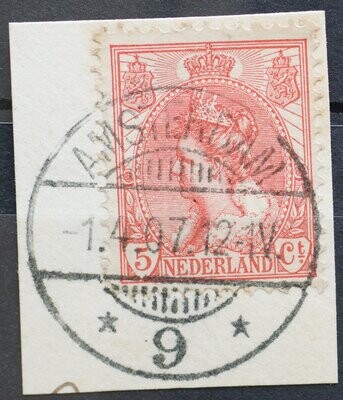 AMSTERDAM
-1.4.07.12-1V.
5 NEDERLAND Ct
* 9 *